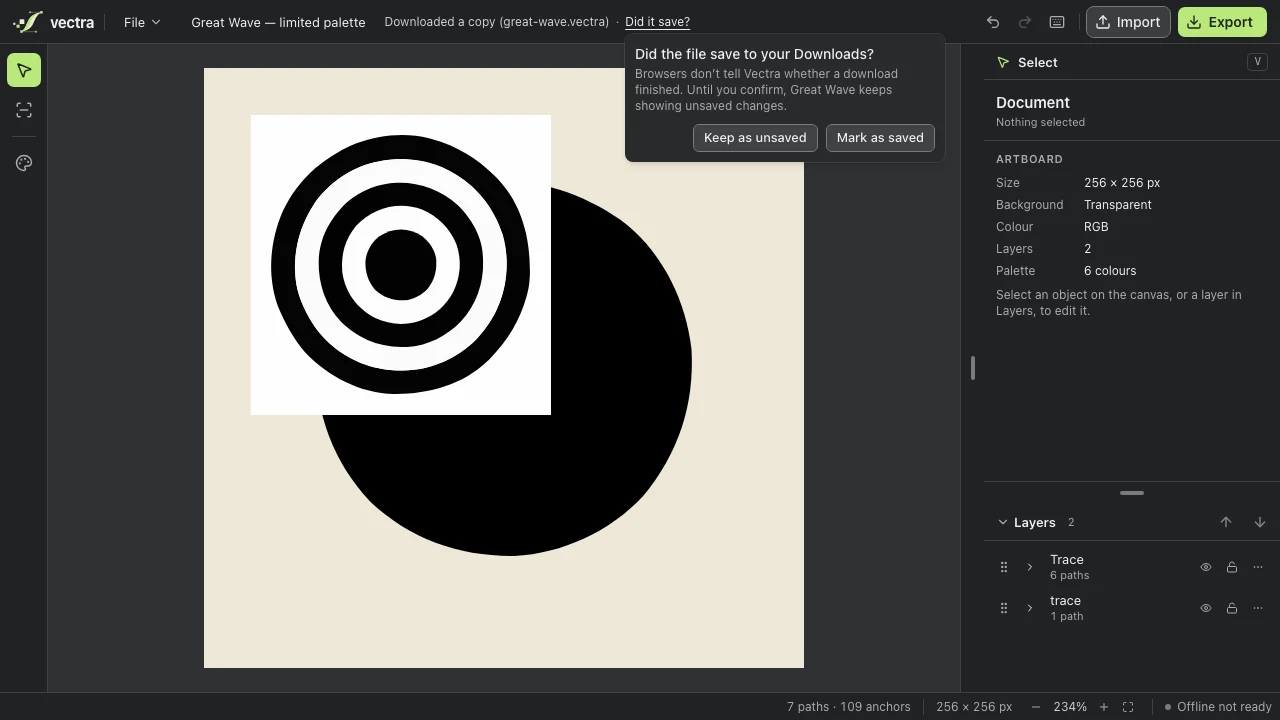 vectra
File
Great Wave — limited palette
Downloaded a copy (great-wave.vectra) · Did it save?
Import
Export
Did the file save to your Downloads?
Browsers don't tell Vectra whether a download
finished. Until you confirm, Great Wave keeps
showing unsaved changes.
Keep as unsaved
Mark as saved
Select
V
Document
Nothing selected
ARTBOARD
Size 256 × 256 px
Background Transparent
Colour RGB
Layers 2
Palette 6 colours
Select an object on the canvas, or a layer in
Layers, to edit it.
Layers 2
Trace
6 paths
trace
1 path
7 paths · 109 anchors
256 × 256 px
234%
Offline not ready